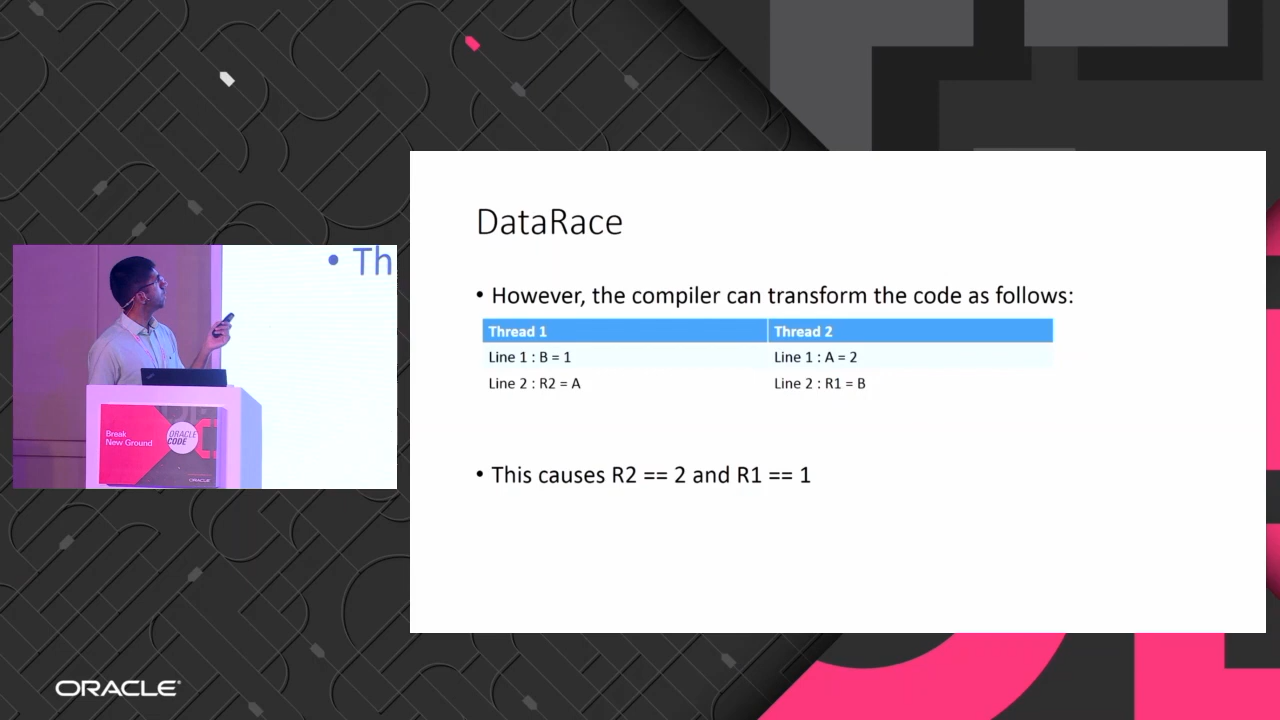 DataRace
• However, the compiler can transform the code as follows:
Thread 1 Thread 2
Line 1 : B = 1 Line 1 : A = 2
Line 2 : R2 = A Line 2 : R1 = B
• This causes R2 == 2 and R1 == 1
• Th
Break
New Ground
ORACLE
CODE
ORACLE
ORACLE